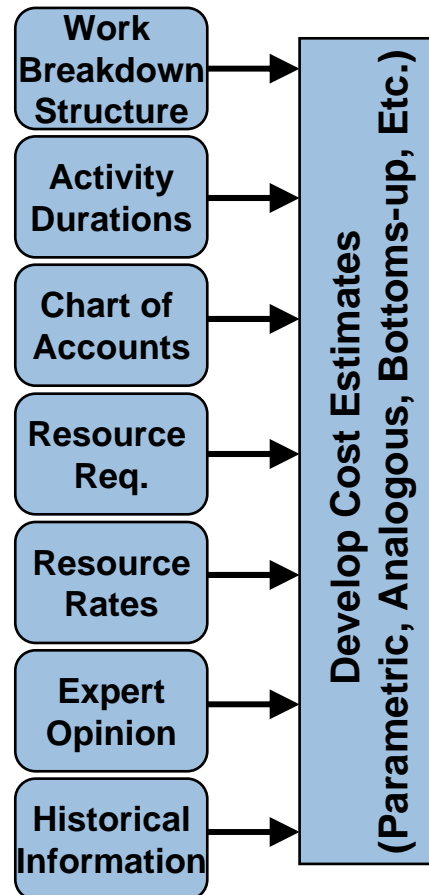 Work
Breakdown
Structure
Activity
Durations
Chart of
Accounts
Resource
Req.
Resource
Rates
Expert
Opinion
Historical
Information
Develop Cost Estimates
(Parametric, Analogous, Bottoms-up, Etc.)